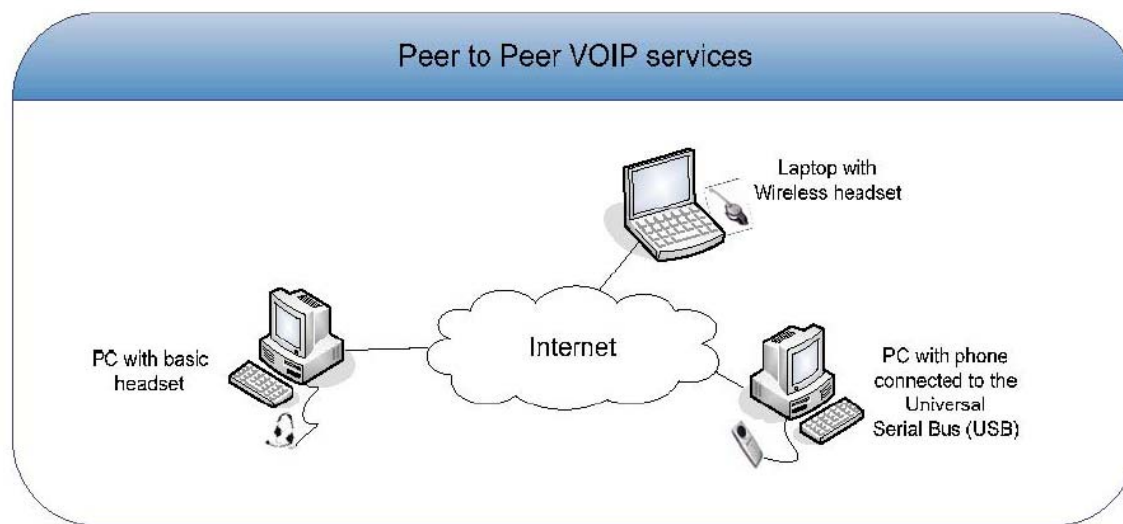 Peer to Peer VOIP services
Laptop with
Wireless headset
Internet
PC with basic
headset
PC with phone
connected to the
Universal
Serial Bus (USB)